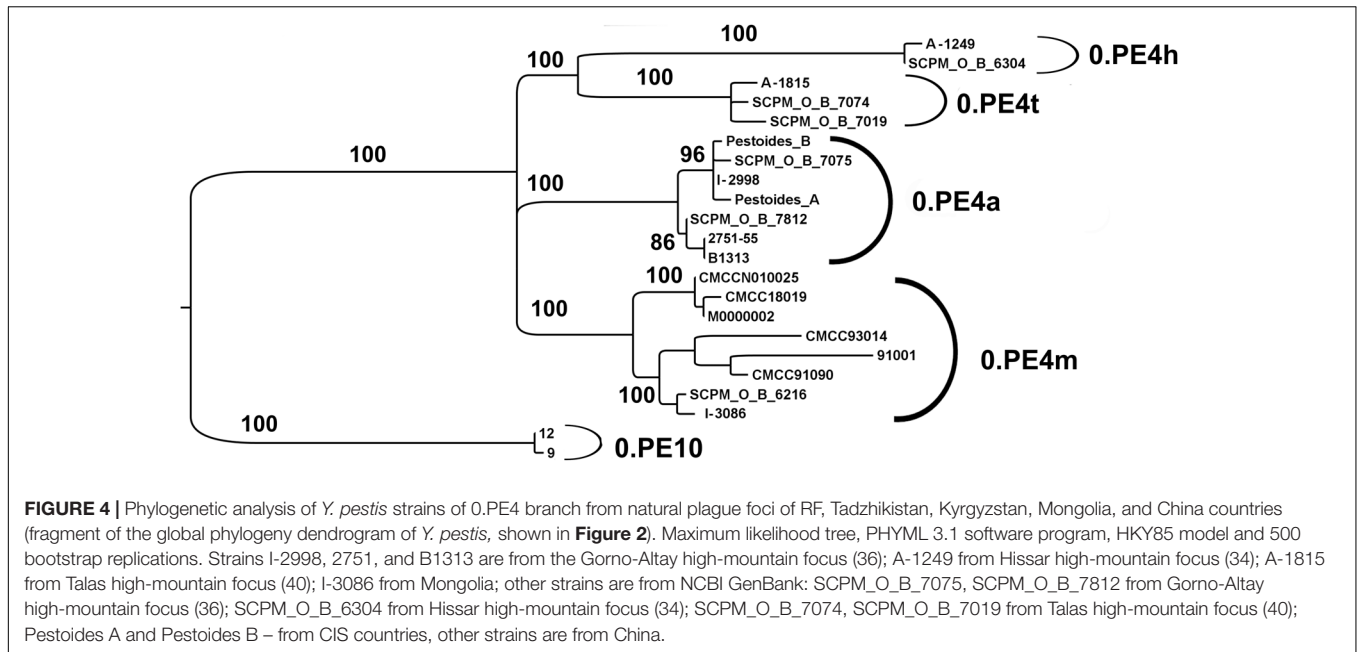 100
A-1249
SCPM_O_B_6304
0.PE4h
100
100
A-1815
SCPM_O_B_7074
SCPM_O_B_7019
0.PE4t
100
100
96
Pestoides_B
SCPM_O_B_7075
I-2998
Pestoides_A
SCPM_O_B_7812
86
2751-55
B1313
0.PE4a
100
100
CMCCN010025
CMCC18019
M0000002
CMCC93014
91001
CMCC91090
100
SCPM_O_B_6216
I-3086
0.PE4m
100
12
9
0.PE10
FIGURE 4 | Phylogenetic analysis of Y. pestis strains of 0.PE4 branch from natural plague foci of RF, Tadzhikistan, Kyrgyzstan, Mongolia, and China countries
(fragment of the global phylogeny dendrogram of Y. pestis, shown in Figure 2). Maximum likelihood tree, PHYML 3.1 software program, HKY85 model and 500
bootstrap replications. Strains I-2998, 2751, and B1313 are from the Gorno-Altay high-mountain focus (36); A-1249 from Hissar high-mountain focus (34); A-1815
from Talas high-mountain focus (40); I-3086 from Mongolia; other strains are from NCBI GenBank: SCPM_O_B_7075, SCPM_O_B_7812 from Gorno-Altay
high-mountain focus (36); SCPM_O_B_6304 from Hissar high-mountain focus (34); SCPM_O_B_7074, SCPM_O_B_7019 from Talas high-mountain focus (40);
Pestoides A and Pestoides B – from CIS countries, other strains are from China.